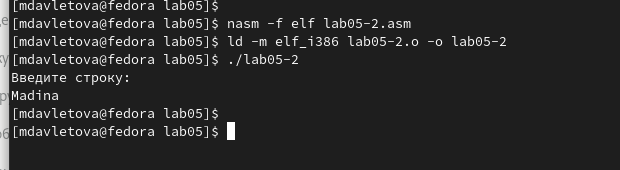 [mdavletova@fedora lab05]$
[mdavletova@fedora lab05]$ nasm -f elf lab05-2.asm
[mdavletova@fedora lab05]$ ld -m elf_i386 lab05-2.o -o lab05-2
[mdavletova@fedora lab05]$ ./lab05-2
Введите строку:
Madina
[mdavletova@fedora lab05]$
[mdavletova@fedora lab05]$